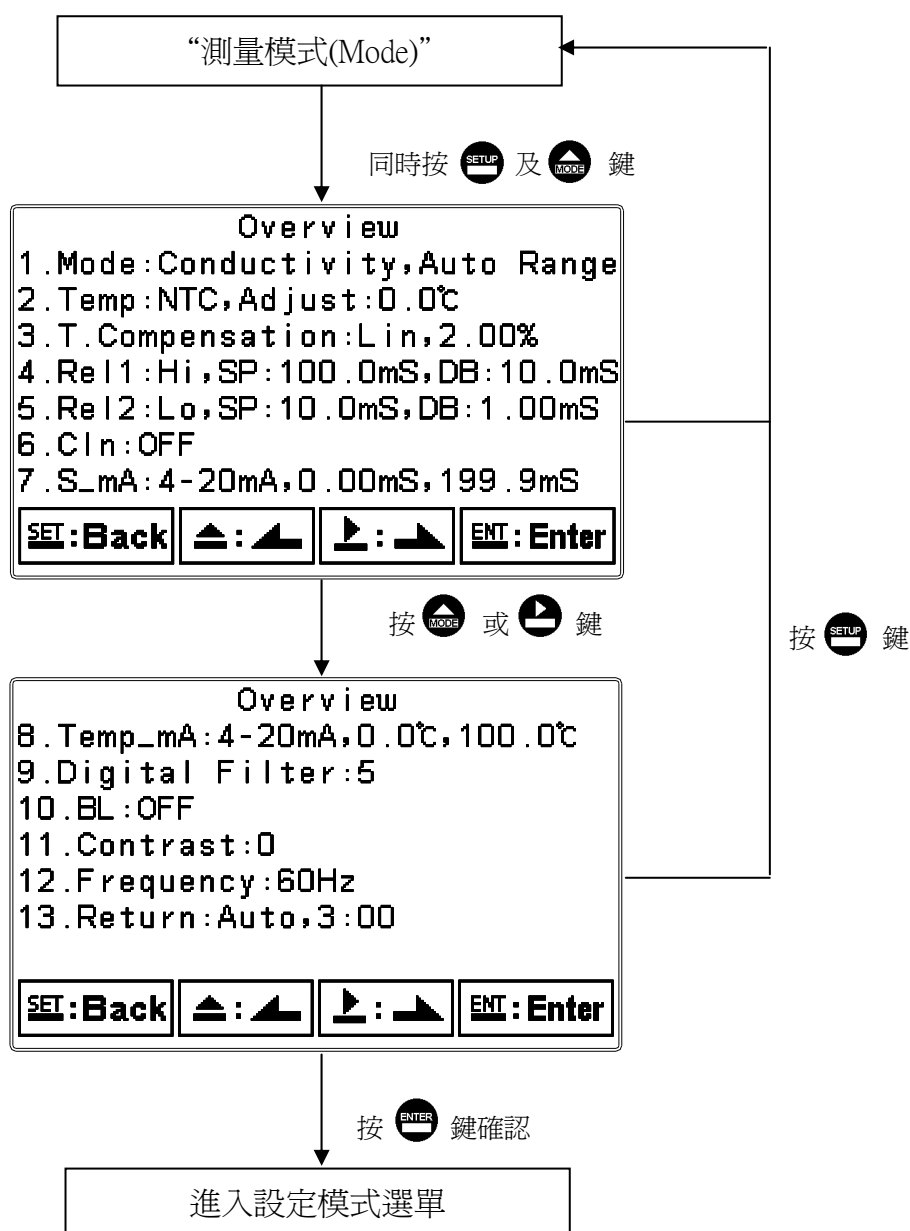 “測量模式(Mode)”
同時按 SETUP 及 MODE 鍵
Overview
1.Mode:Conductivity,Auto Range
2.Temp:NTC,Adjust:0.0℃
3.T.Compensation:Lin,2.00%
4.Rel1:Hi,SP:100.0mS,DB:10.0mS
5.Rel2:Lo,SP:10.0mS,DB:1.00mS
6.Cln:OFF
7.S_mA:4-20mA,0.00mS,199.9mS
SET:Back : : ENT:Enter
按 MODE 或 鍵
按 SETUP 鍵
Overview
8.Temp_mA:4-20mA,0.0℃,100.0℃
9.Digital Filter:5
10.BL:OFF
11.Contrast:0
12.Frequency:60Hz
13.Return:Auto,3:00
SET:Back : : ENT:Enter
按 ENTER 鍵確認
進入設定模式選單